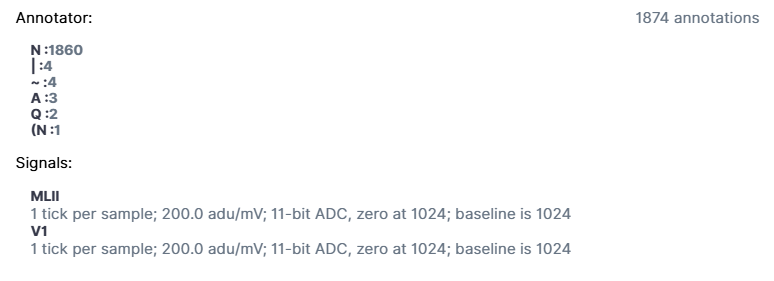 Annotator: 1874 annotations
N :1860
| :4
~ :4
A :3
Q :2
(N :1
Signals:
MLII
1 tick per sample; 200.0 adu/mV; 11-bit ADC, zero at 1024; baseline is 1024
V1
1 tick per sample; 200.0 adu/mV; 11-bit ADC, zero at 1024; baseline is 1024